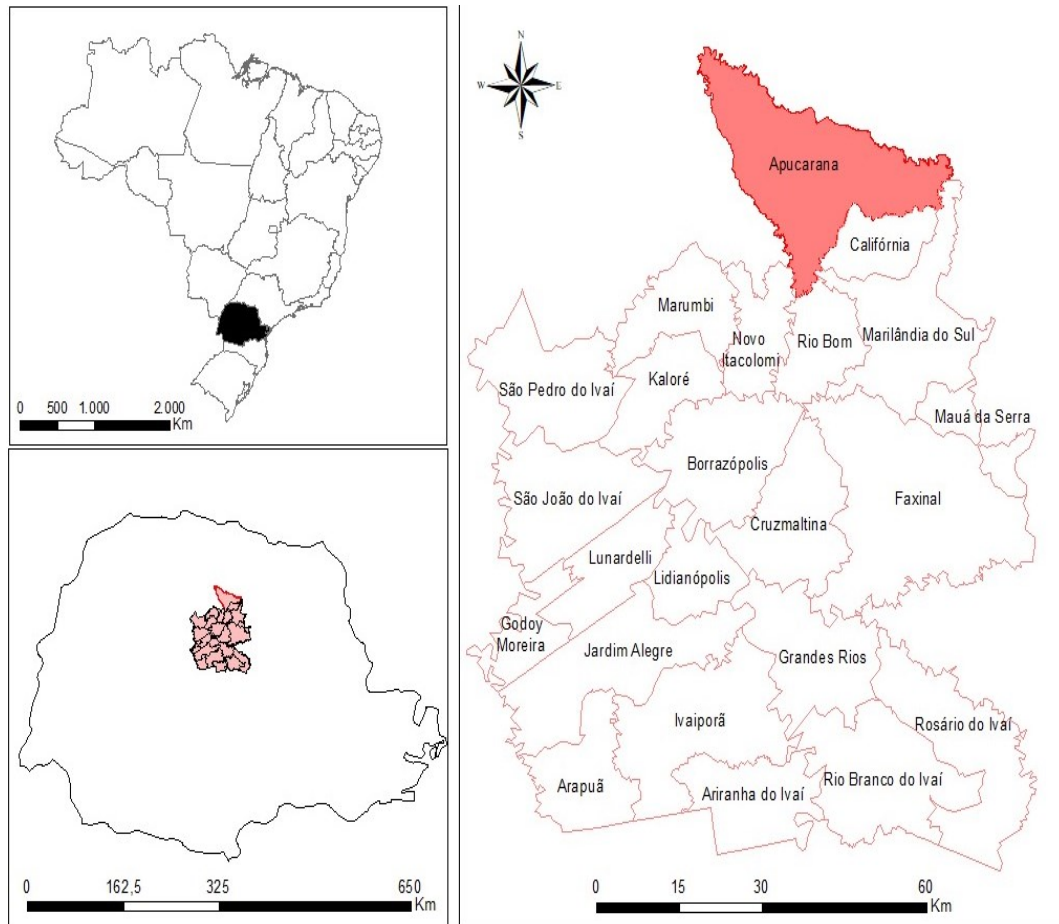 0 500 1.000 2.000
Km
0 162,5 325 650
Km
N
W E
S
Apucarana
Califórnia
Marumbi
Novo
Itacolomi
Rio Bom
Marilândia do Sul
São Pedro do Ivaí
Kaloré
Mauá da Serra
Borrazópolis
Faxinal
São João do Ivaí
Cruzmaltina
Lunardelli
Lidianópolis
Godoy
Moreira
Jardim Alegre
Grandes Rios
Ivaiporã
Rosário do Ivaí
Arapuã
Ariranha do Ivaí
Rio Branco do Ivaí
0 15 30 60
Km